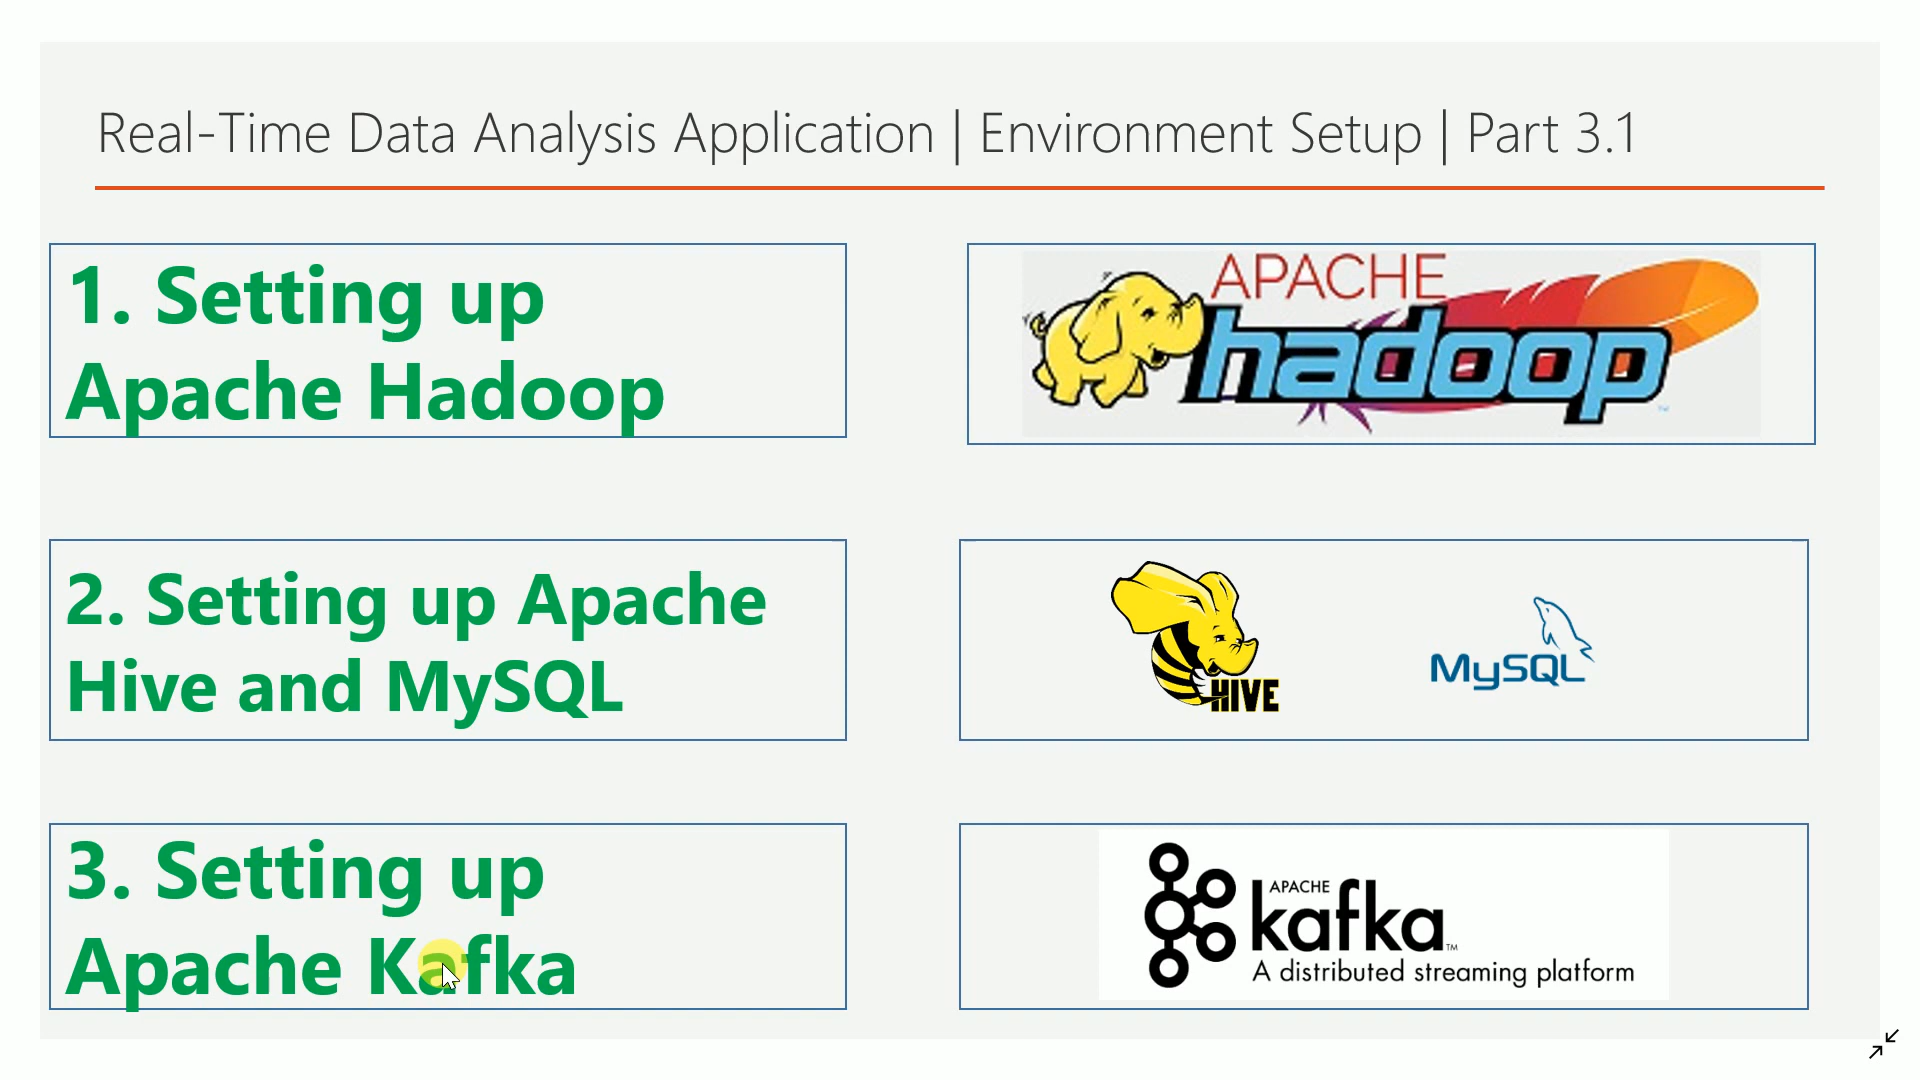 Real-Time Data Analysis Application | Environment Setup | Part 3.1
1. Setting up
Apache Hadoop
APACHE
hadoop
2. Setting up Apache
Hive and MySQL
HIVE
MySQL
3. Setting up
Apache Kafka
APACHE
kafka™
A distributed streaming platform